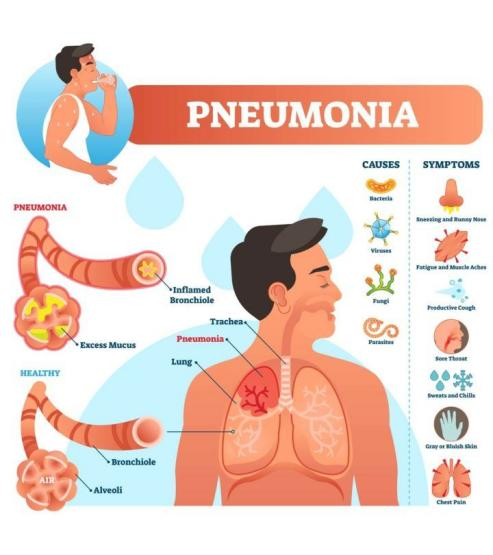 PNEUMONIA
CAUSES
Bacteria
Viruses
Fungi
Parasites
SYMPTOMS
Sneezing and Runny Nose
Fatigue and Muscle Aches
Productive Cough
Sore Throat
Sweats and Chills
Gray or Bluish Skin
Chest Pain
PNEUMONIA
Inflamed
Bronchiole
Excess Mucus
Trachea
Pneumonia
Lung
HEALTHY
Bronchiole
AIR
Alveoli